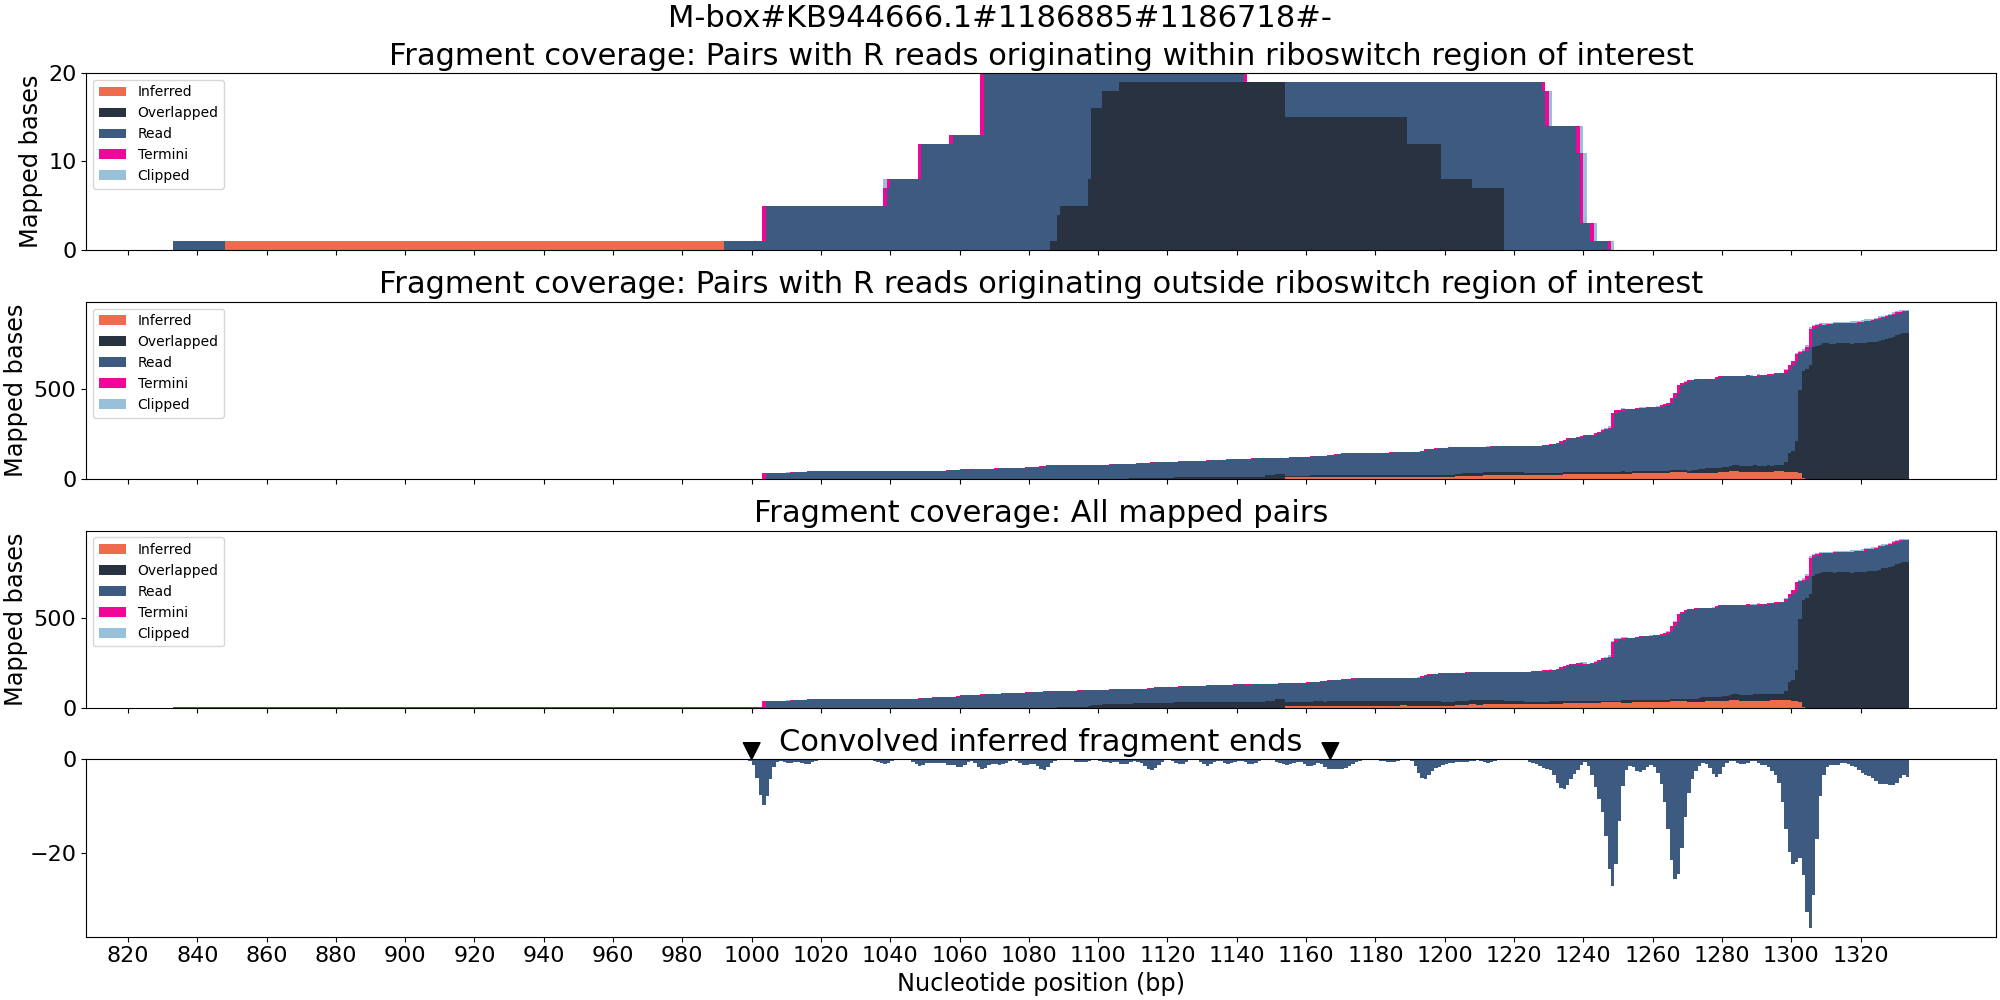 M-box#KB944666.1#1186885#1186718#-
Fragment coverage: Pairs with R reads originating within riboswitch region of interest
Mapped bases
20
10
0
Inferred
Overlapped
Read
Termini
Clipped
Fragment coverage: Pairs with R reads originating outside riboswitch region of interest
Mapped bases
500
0
Inferred
Overlapped
Read
Termini
Clipped
Fragment coverage: All mapped pairs
Mapped bases
500
0
Inferred
Overlapped
Read
Termini
Clipped
Convolved inferred fragment ends
0
−20
820 840 860 880 900 920 940 960 980 1000 1020 1040 1060 1080 1100 1120 1140 1160 1180 1200 1220 1240 1260 1280 1300 1320
Nucleotide position (bp)